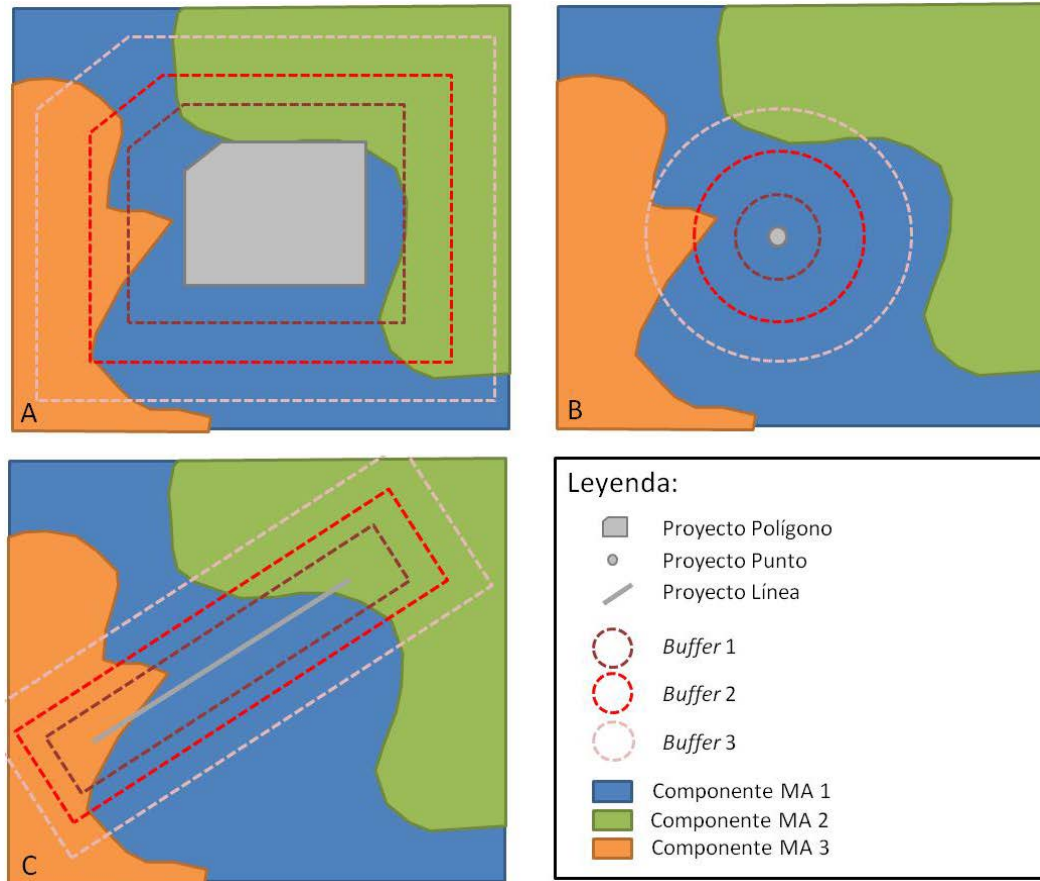 A
B
C
Leyenda:
Proyecto Polígono
Proyecto Punto
Proyecto Línea
Buffer 1
Buffer 2
Buffer 3
Componente MA 1
Componente MA 2
Componente MA 3